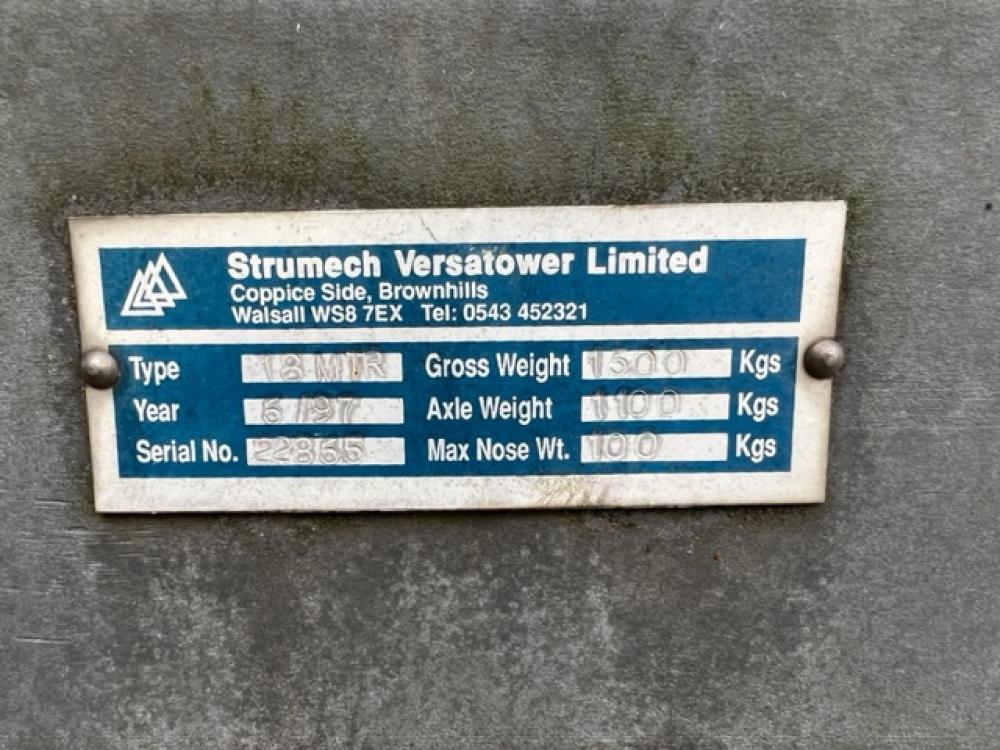 Strumech Versatower Limited
Coppice Side, Brownhills
Walsall WS8 7EX Tel: 0543 452321
Type 18 MTR Gross Weight 1500 Kgs
Year 6/97 Axle Weight 1100 Kgs
Serial No. 22865 Max Nose Wt. 100 Kgs